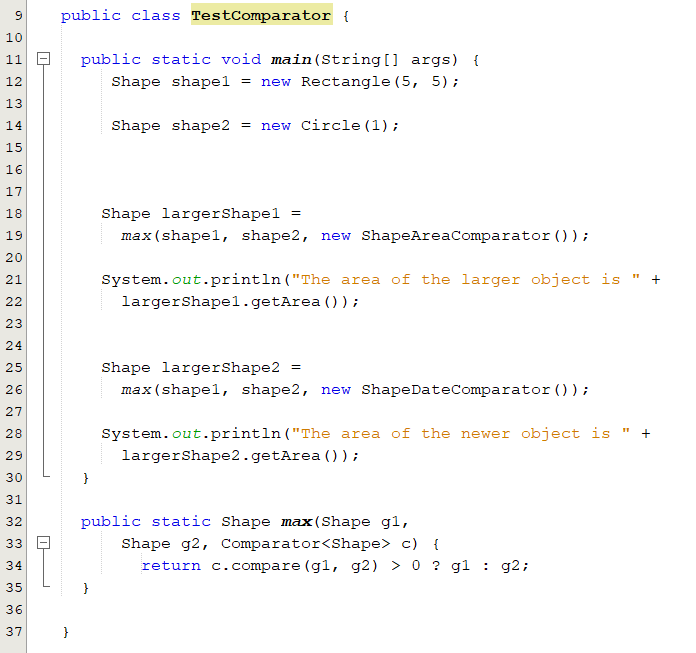 9 public class TestComparator {
10
11 public static void main(String[] args) {
12 Shape shape1 = new Rectangle(5, 5);
13
14 Shape shape2 = new Circle(1);
15
16
17
18 Shape largerShape1 =
19 max(shape1, shape2, new ShapeAreaComparator());
20
21 System.out.println("The area of the larger object is " +
22 largerShape1.getArea());
23
24
25 Shape largerShape2 =
26 max(shape1, shape2, new ShapeDateComparator());
27
28 System.out.println("The area of the newer object is " +
29 largerShape2.getArea());
30 }
31
32 public static Shape max(Shape g1,
33 Shape g2, Comparator<Shape> c) {
34 return c.compare(g1, g2) > 0 ? g1 : g2;
35 }
36
37 }